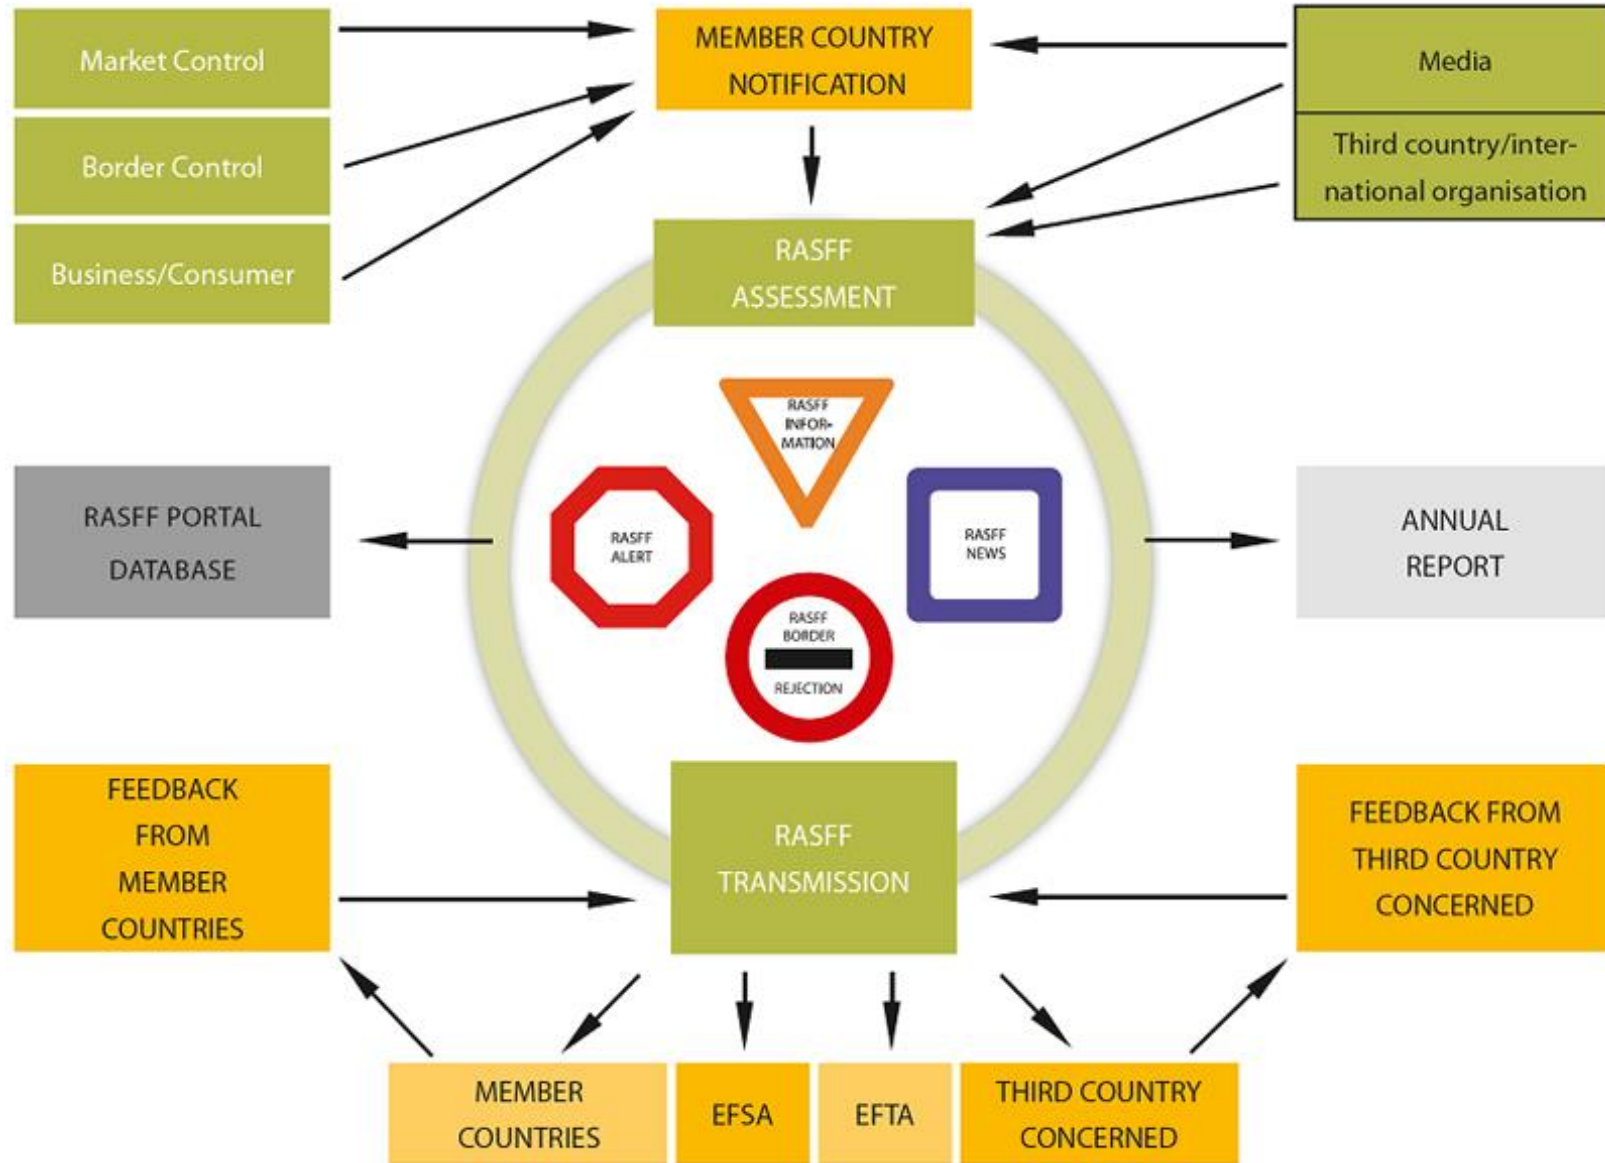 Market Control
MEMBER COUNTRY
NOTIFICATION
Media
Border Control
Third country/inter-
national organisation
Business/Consumer
RASFF
ASSESSMENT
RASFF
INFOR-
MATION
RASFF PORTAL
DATABASE
RASFF
ALERT
RASFF
NEWS
ANNUAL
REPORT
RASFF
BORDER
REJECTION
FEEDBACK
FROM
MEMBER
COUNTRIES
RASFF
TRANSMISSION
FEEDBACK FROM
THIRD COUNTRY
CONCERNED
MEMBER
COUNTRIES
EFSA
EFTA
THIRD COUNTRY
CONCERNED